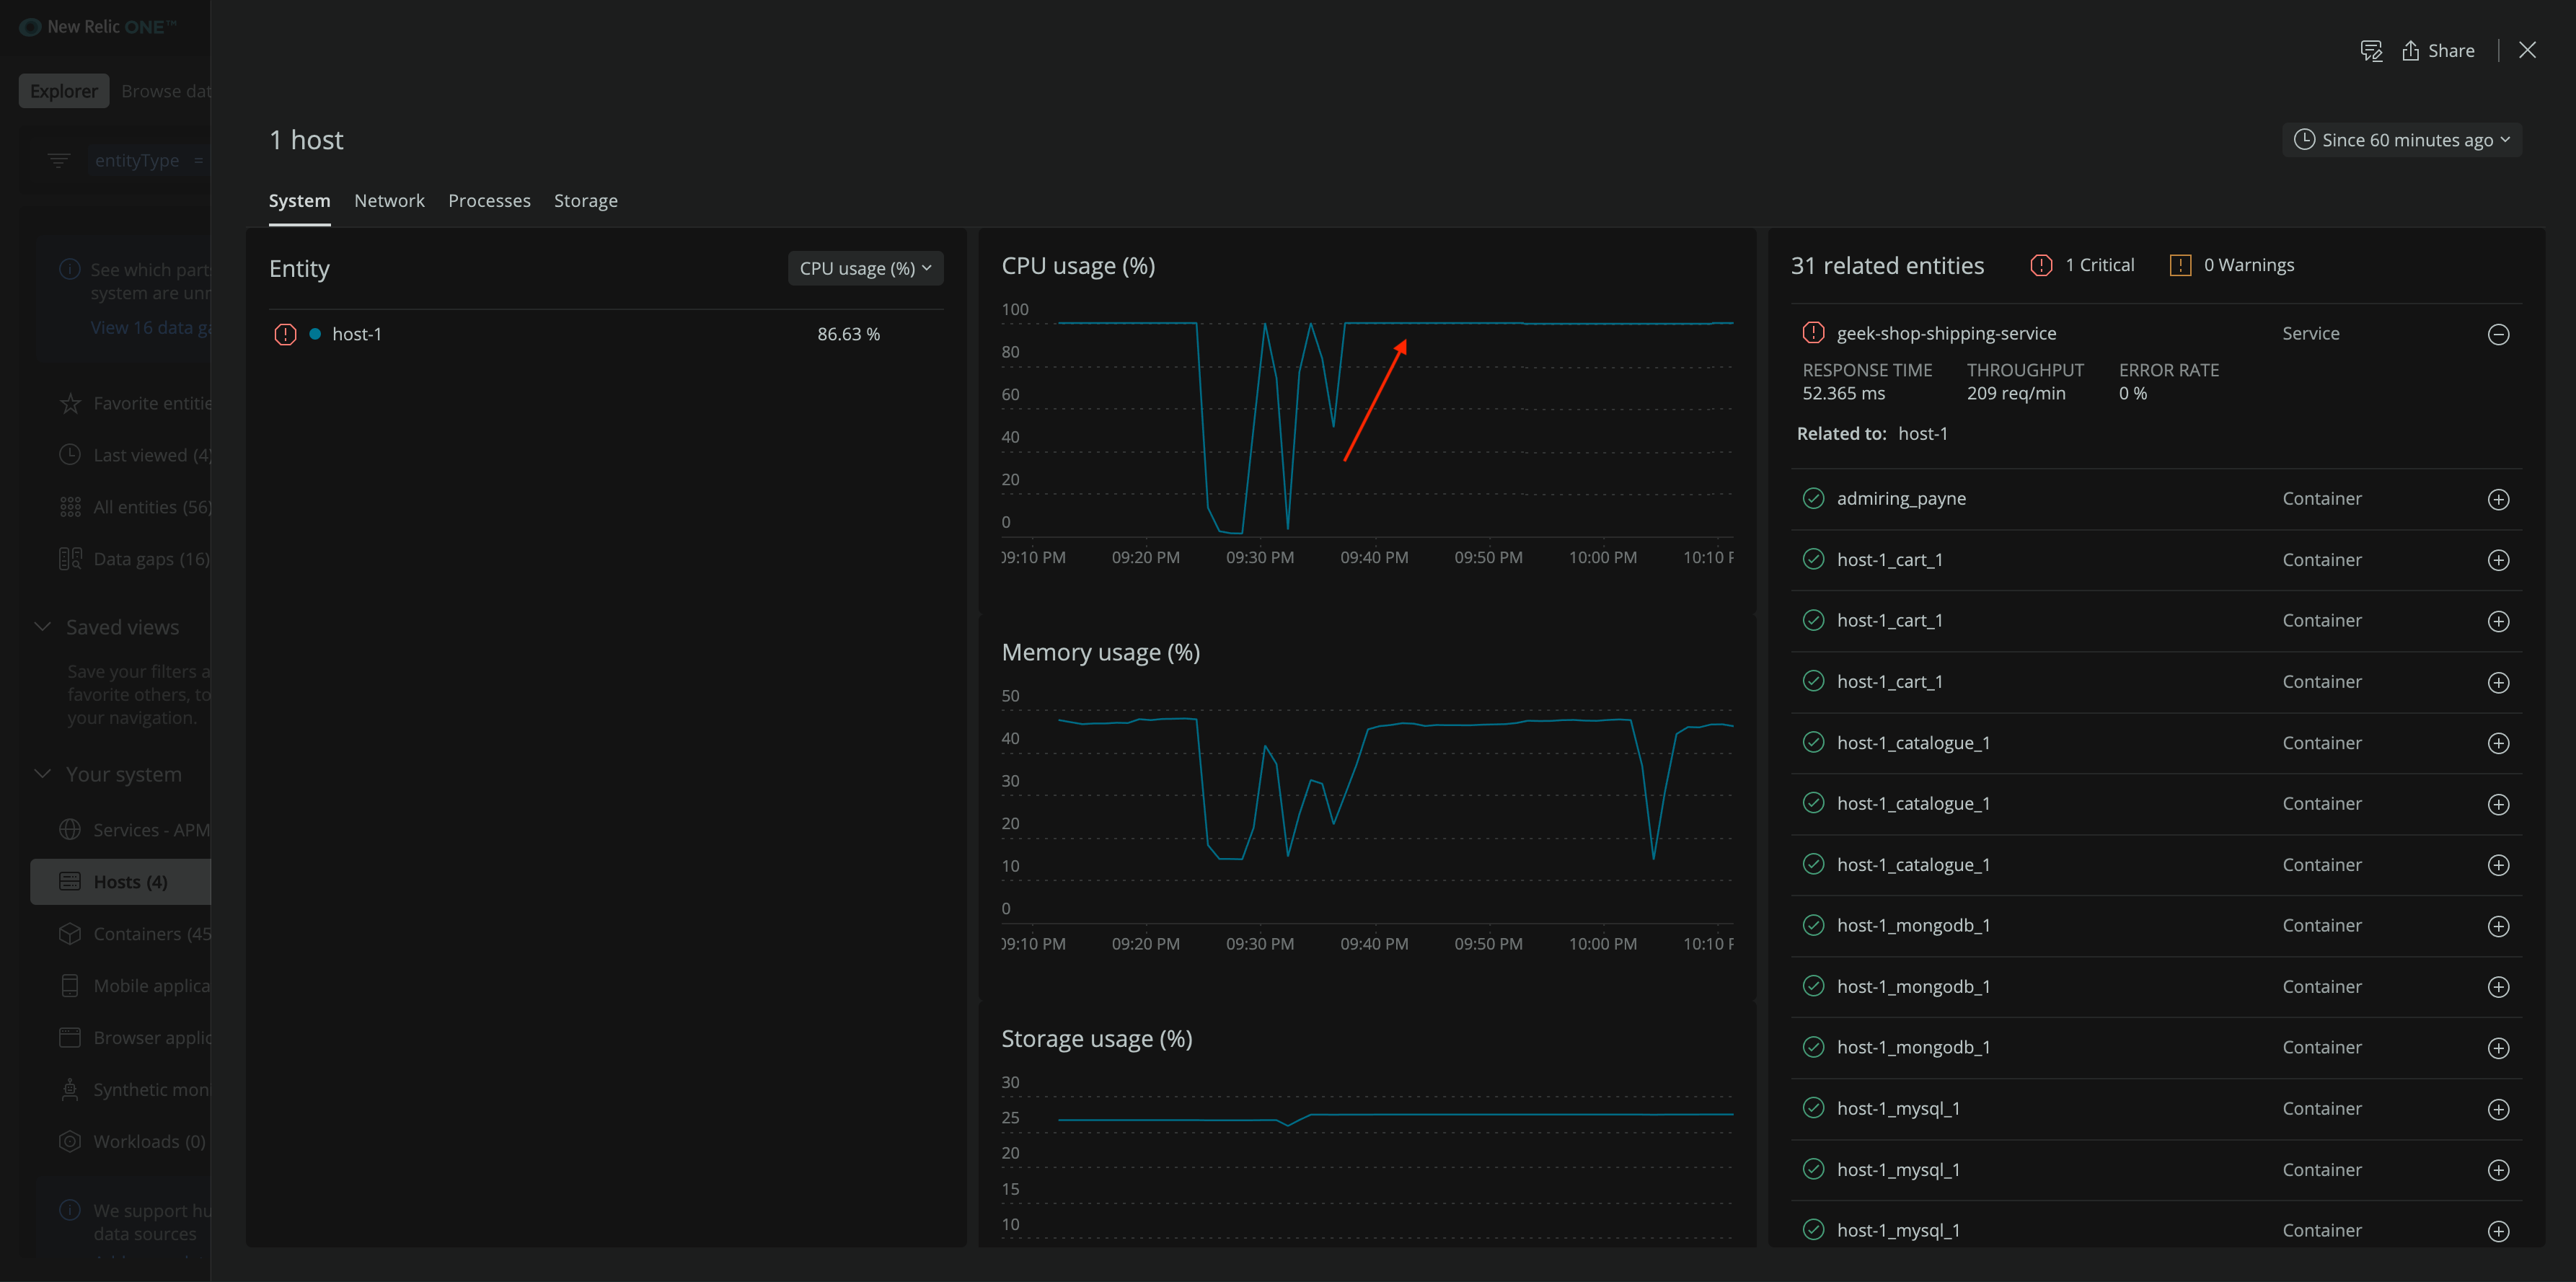 New Relic ONE™
Share
Explorer
Browse dat
1 host
Since 60 minutes ago
entityType =
System
Network
Processes
Storage
See which parts
system are unr
View 16 data ga
Favorite entitie
Last viewed (4)
All entities (56)
Data gaps (16)
Saved views
Save your filters a
favorite others, to
your navigation.
Your system
Services - APM
Hosts (4)
Containers (45
Mobile applica
Browser applic
Synthetic mon
Workloads (0)
We support hu
data sources
Entity
CPU usage (%)
host-1
86.63 %
CPU usage (%)
100
80
60
40
20
0
09:10 PM
09:20 PM
09:30 PM
09:40 PM
09:50 PM
10:00 PM
10:10 P
Memory usage (%)
50
40
30
20
10
0
09:10 PM
09:20 PM
09:30 PM
09:40 PM
09:50 PM
10:00 PM
10:10 P
Storage usage (%)
30
25
20
15
10
31 related entities
1 Critical
0 Warnings
geek-shop-shipping-service
Service
RESPONSE TIME
THROUGHPUT
ERROR RATE
52.365 ms
209 req/min
0 %
Related to: host-1
admiring_payne
Container
host-1_cart_1
Container
host-1_cart_1
Container
host-1_cart_1
Container
host-1_catalogue_1
Container
host-1_catalogue_1
Container
host-1_catalogue_1
Container
host-1_mongodb_1
Container
host-1_mongodb_1
Container
host-1_mongodb_1
Container
host-1_mysql_1
Container
host-1_mysql_1
Container
host-1_mysql_1
Container